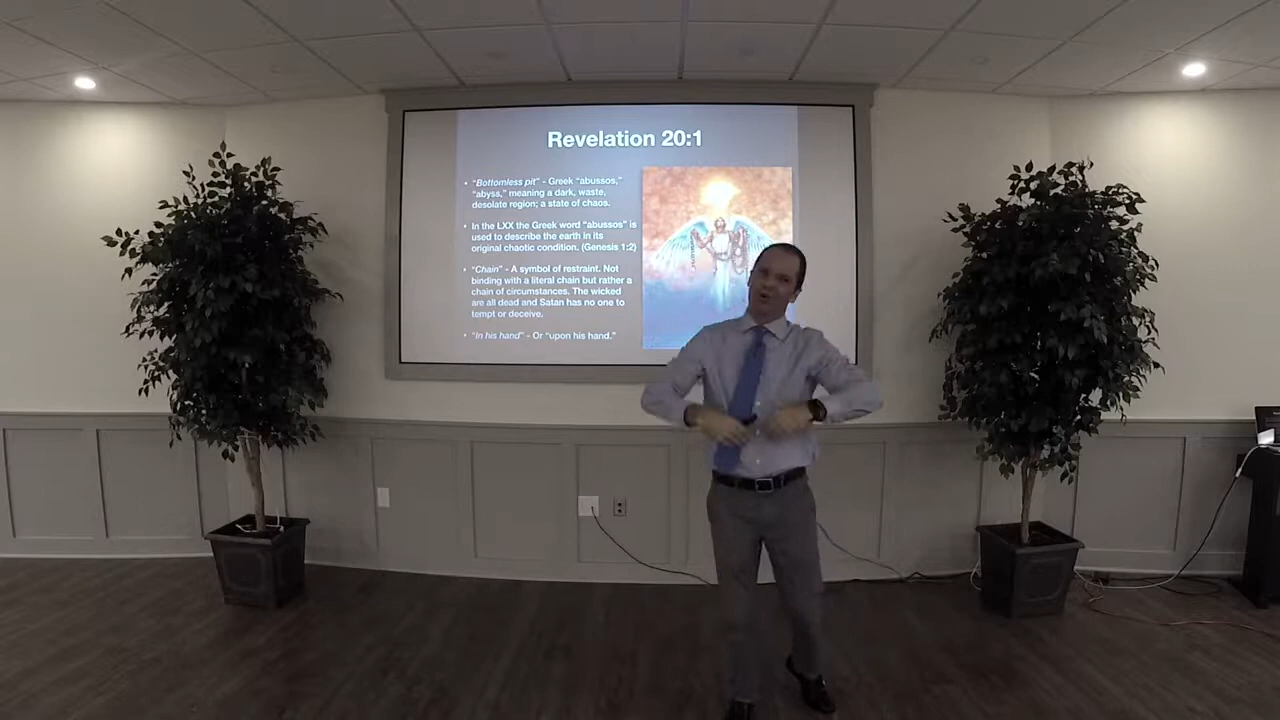 Revelation 20:1
• "Bottomless pit" - Greek "abussos,"
"abyss," meaning a dark, waste,
desolate region; a state of chaos.
• In the LXX the Greek word "abussos" is
used to describe the earth in its
original chaotic condition. (Genesis 1:2)
• "Chain" - A symbol of restraint. Not
binding with a literal chain but rather a
chain of circumstances. The wicked
are all dead and Satan has no one to
tempt or deceive.
• "In his hand" - Or "upon his hand."